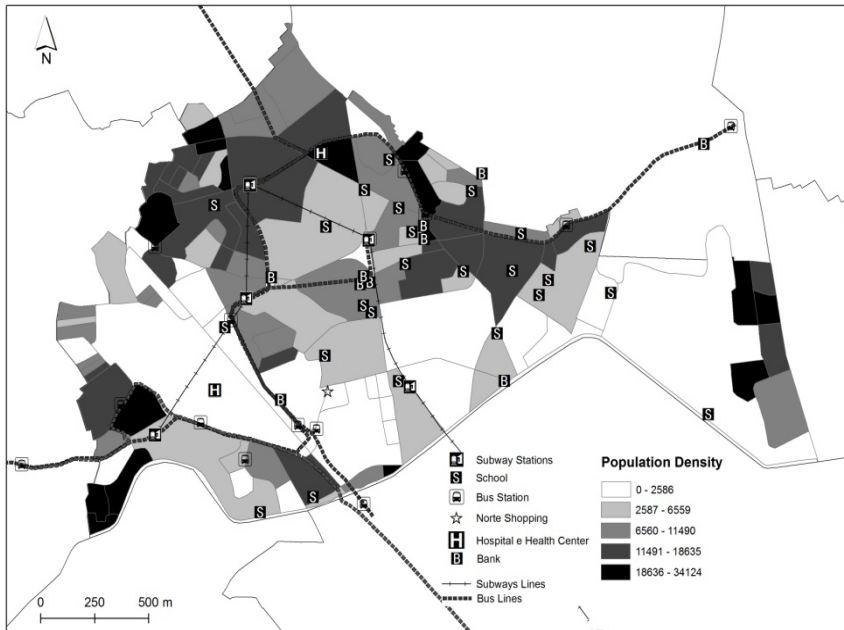 N
H
S
S
B
B
S
S
S
B
S
B
S
S
S
S
S
S
B
B
B
B
S
S
S
S
S
S
S
S
S
S
H
B
B
S
S
S
Subway Stations
S School
Bus Station
Norte Shopping
H Hospital e Health Center
B Bank
Subways Lines
Bus Lines
Population Density
0 - 2586
2587 - 6559
6560 - 11490
11491 - 18635
18636 - 34124
0 250 500 m